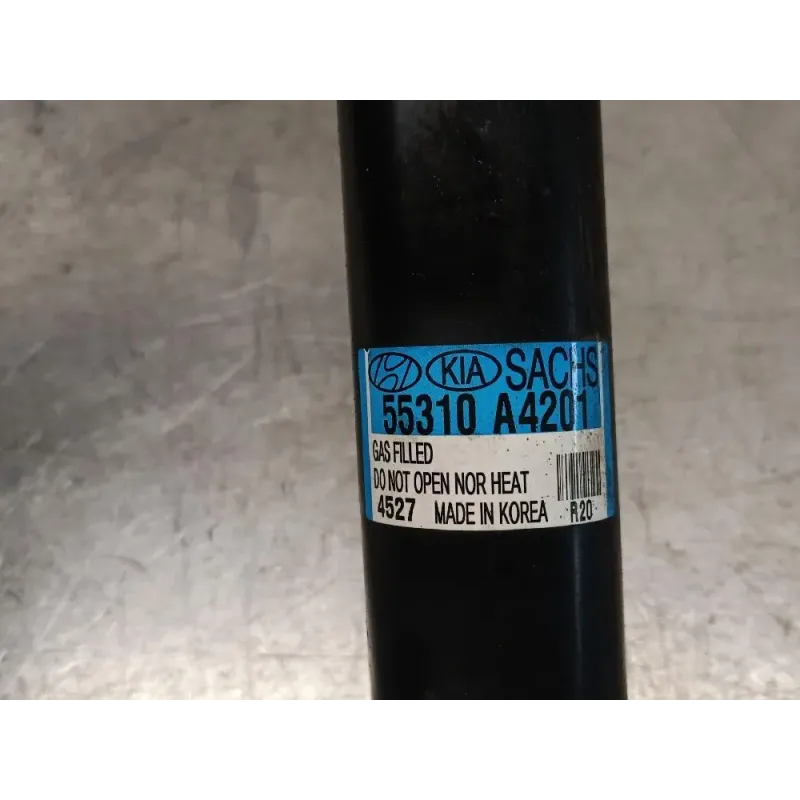 KIA SACHS
55310 A4201
GAS FILLED
DO NOT OPEN NOR HEAT
4527 MADE IN KOREA R20